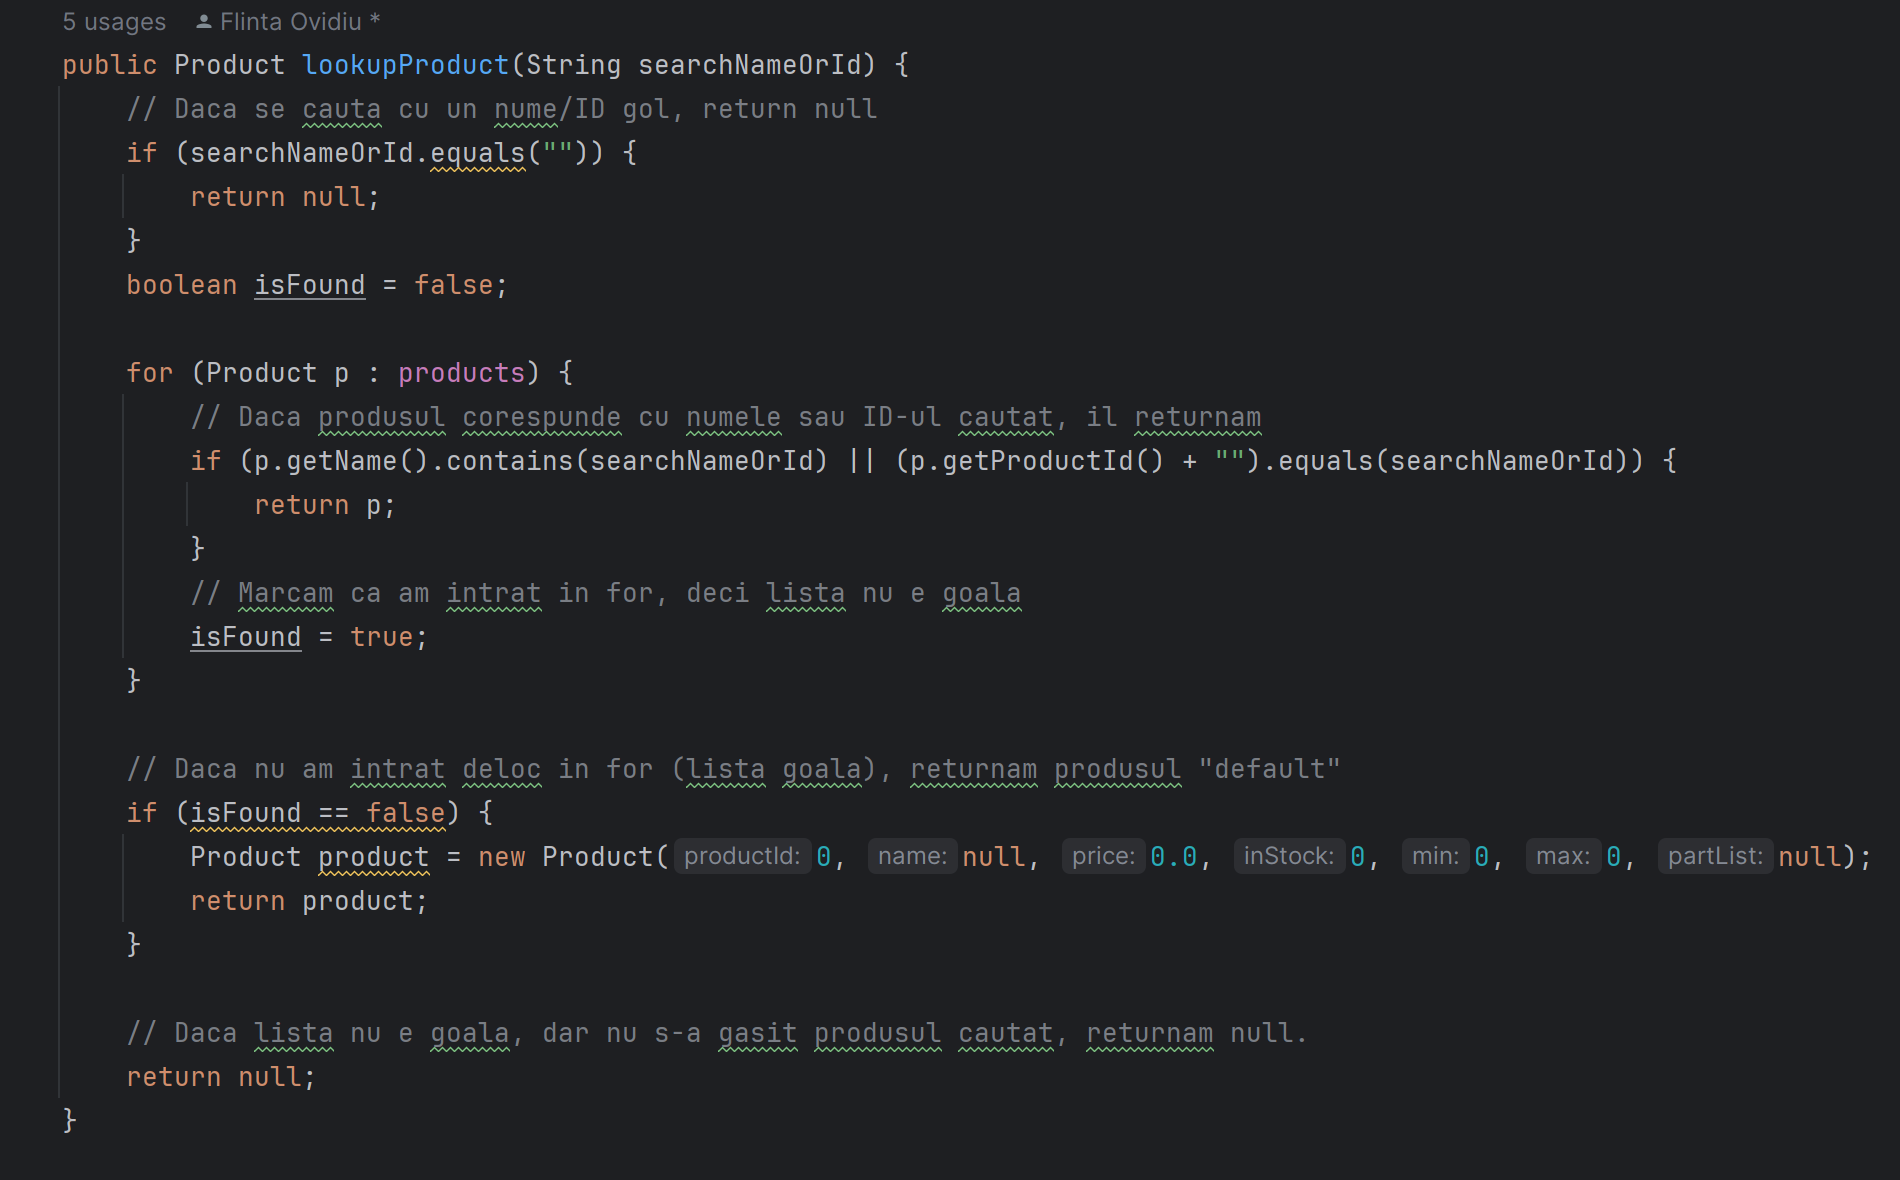 5 usages Flinta Ovidiu *
public Product lookupProduct(String searchNameOrId) {
// Daca se cauta cu un nume/ID gol, return null
if (searchNameOrId.equals("")) {
return null;
}
boolean isFound = false;
for (Product p : products) {
// Daca produsul corespunde cu numele sau ID-ul cautat, il returnam
if (p.getName().contains(searchNameOrId) || (p.getProductId() + "").equals(searchNameOrId)) {
return p;
}
// Marcam ca am intrat in for, deci lista nu e goala
isFound = true;
}
// Daca nu am intrat deloc in for (lista goala), returnam produsul "default"
if (isFound == false) {
Product product = new Product( productId: 0, name: null, price: 0.0, inStock: 0, min: 0, max: 0, partList: null);
return product;
}
// Daca lista nu e goala, dar nu s-a gasit produsul cautat, returnam null.
return null;
}